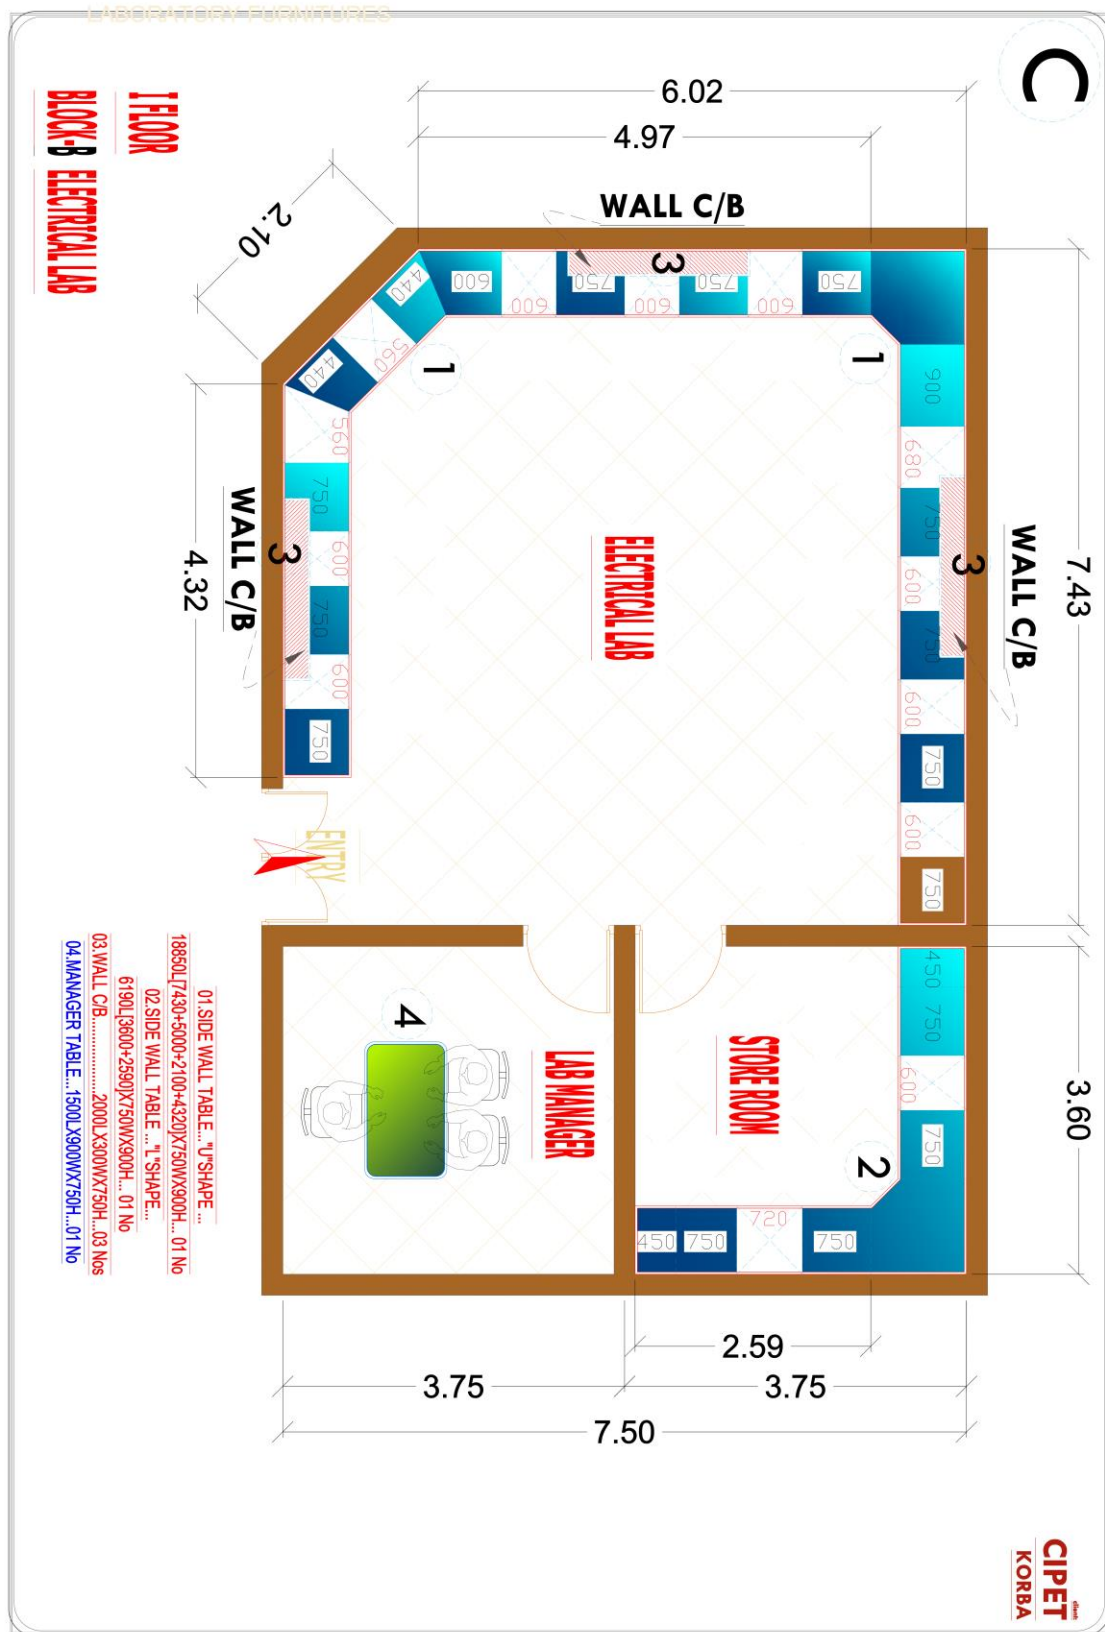 LABORATORY FURNITURES
C
I FLOOR
BLOCK-B ELECTRICAL LAB
6.02
4.97
2.10
WALL C/B
3
440
600
600
750
600
750
600
750
560
440
1
1
900
680
750
600
750
600
750
600
750
3
WALL C/B
7.43
560
750
600
750
600
750
3
WALL C/B
4.32
ELECTRICAL LAB
ENTRY
450 750
600
750
3.60
STORE ROOM
2
450 750
720
750
LAB MANAGER
4
2.59
3.75
3.75
7.50
01.SIDE WALL TABLE... "U"SHAPE ...
18850L[7430+5000+2100+4320]X750WX900H... 01 No
02.SIDE WALL TABLE ... "L"SHAPE...
6190L[3600+2590]X750WX900H... 01 No
03.WALL C/B................2000LX300WX750H...03 Nos
04.MANAGER TABLE... 1500LX900WX750H...01 No
client:
CIPET
KORBA